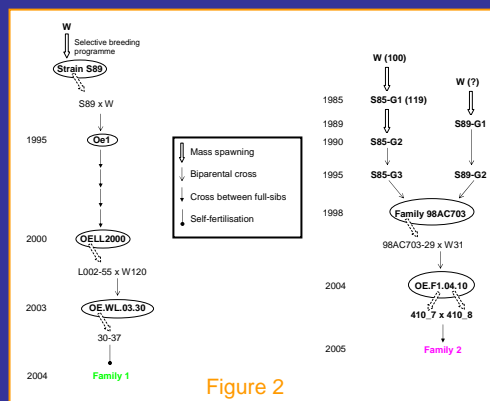 W
Selective breeding
programme
Strain S89
S89 x W
1995
Oe1
2000
OELL2000
L002-55 x W120
2003
OE.WL.03.30
30-37
2004
Family 1
Mass spawning
Biparental cross
Cross between full-sibs
Self-fertilisation
W (100)
W (?)
1985
S85-G1 (119)
1989
S89-G1
1990
S85-G2
1995
S85-G3
S89-G2
1998
Family 98AC703
98AC703-29 x W31
2004
OE.F1.04.10
410_7 x 410_8
2005
Family 2
Figure 2